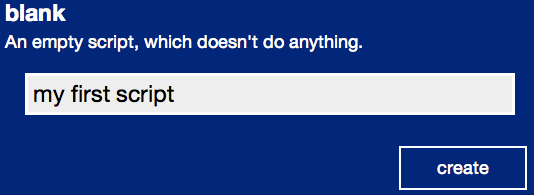 blank
An empty script, which doesn't do anything.
my first script
create